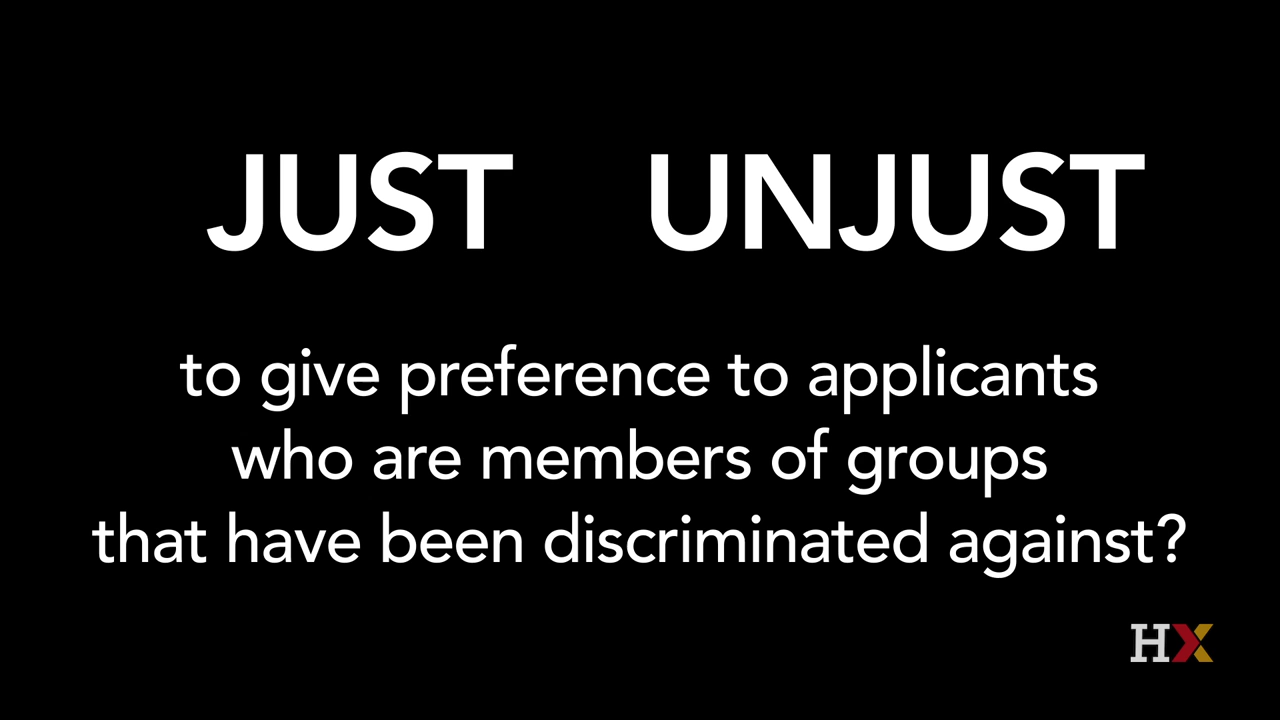 JUST UNJUST
to give preference to applicants
who are members of groups
that have been discriminated against?
HX